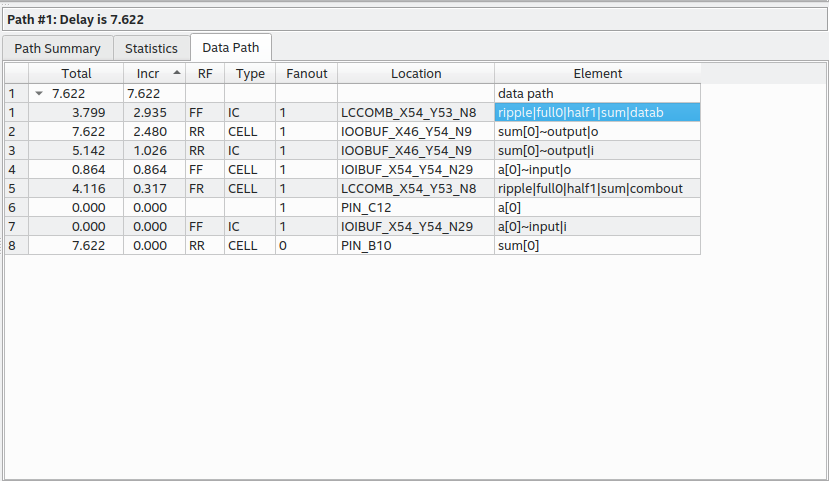 Path #1: Delay is 7.622
Path Summary Statistics Data Path
Total Incr RF Type Fanout Location Element
1 7.622 7.622 data path
1 3.799 2.935 FF IC 1 LCCOMB_X54_Y53_N8 ripple|full0|half1|sum|datab
2 7.622 2.480 RR CELL 1 IOOBUF_X46_Y54_N9 sum[0]~output|o
3 5.142 1.026 RR IC 1 IOOBUF_X46_Y54_N9 sum[0]~output|i
4 0.864 0.864 FF CELL 1 IOIBUF_X54_Y54_N29 a[0]~input|o
5 4.116 0.317 FR CELL 1 LCCOMB_X54_Y53_N8 ripple|full0|half1|sum|combout
6 0.000 0.000 1 PIN_C12 a[0]
7 0.000 0.000 FF IC 1 IOIBUF_X54_Y54_N29 a[0]~input|i
8 7.622 0.000 RR CELL 0 PIN_B10 sum[0]